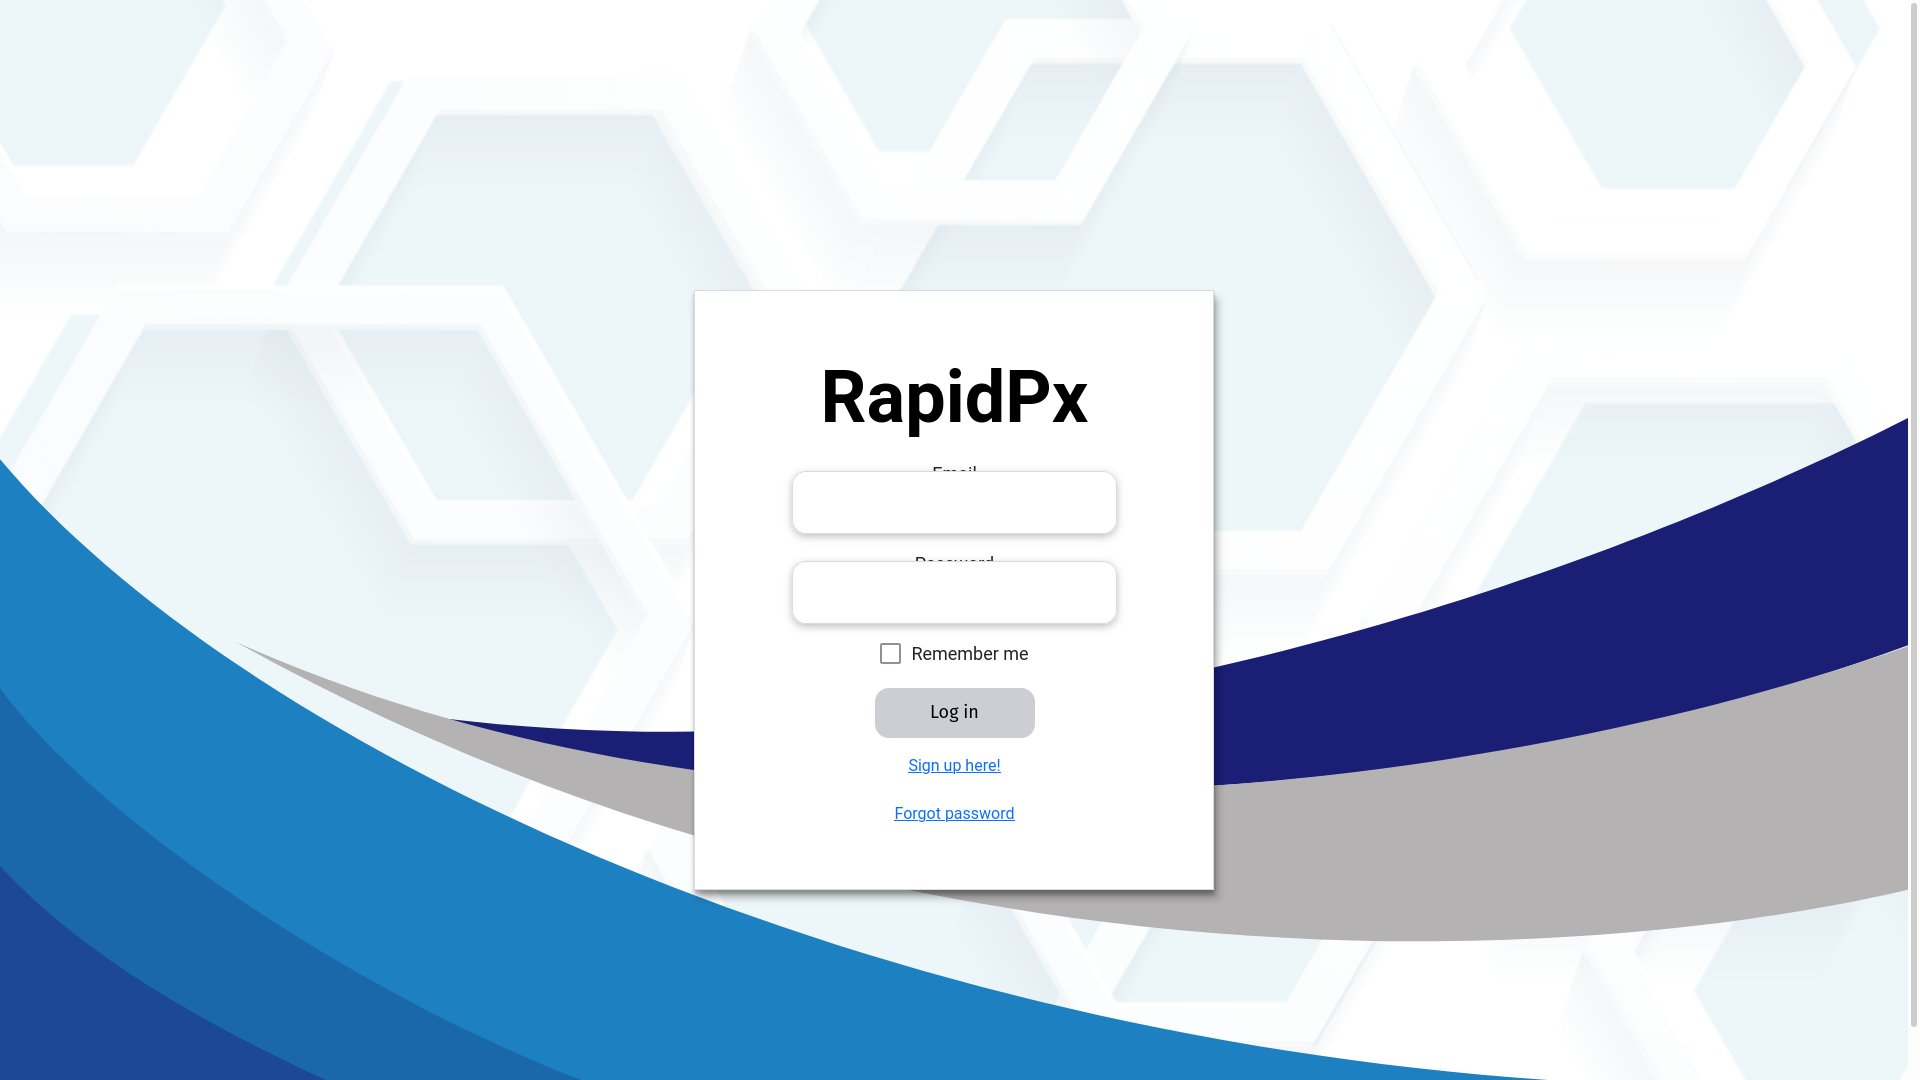 RapidPx
Email
Password
Remember me
Log in
Sign up here!
Forgot password